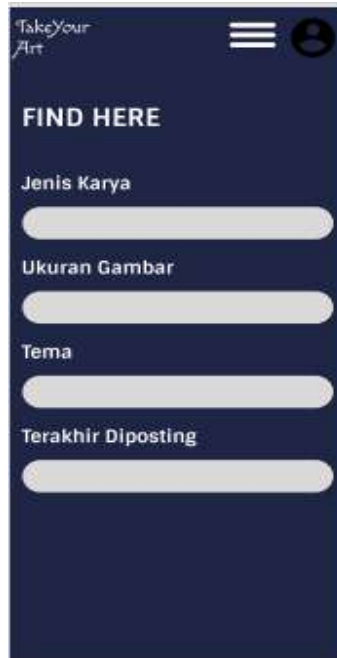 TakeYour
Art
FIND HERE
Jenis Karya
Ukuran Gambar
Tema
Terakhir Diposting